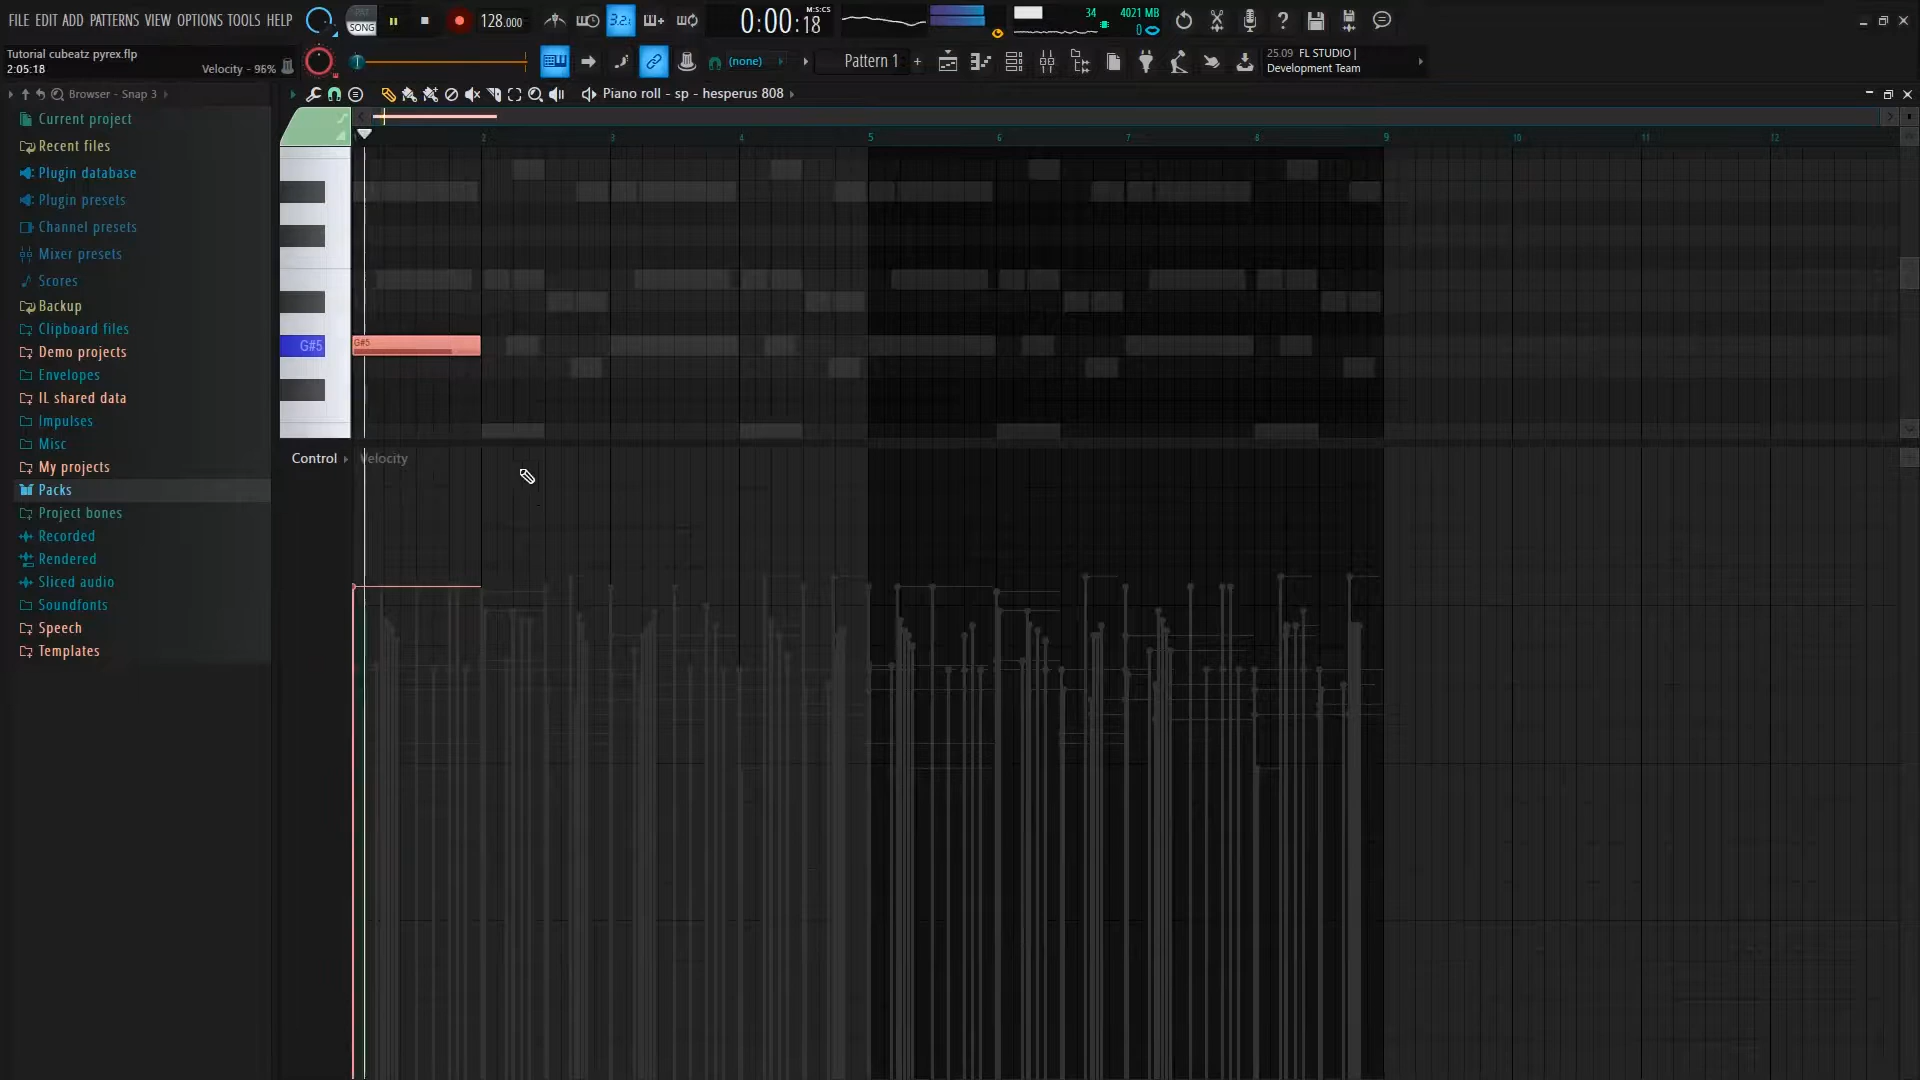 FILE EDIT ADD PATTERNS VIEW OPTIONS TOOLS HELP
PAT
SONG
128.000
3.2:
0:00:18
M:S:CS
34
4021 MB
0
Tutorial cubeatz pyrex.flp
2:05:18
Velocity - 96%
(none)
Pattern 1
25.09 FL STUDIO |
Development Team
Browser - Snap 3
Piano roll - sp - hesperus 808
Current project
Recent files
Plugin database
Plugin presets
Channel presets
Mixer presets
Scores
Backup
Clipboard files
Demo projects
Envelopes
IL shared data
Impulses
Misc
My projects
Packs
Project bones
Recorded
Rendered
Sliced audio
Soundfonts
Speech
Templates
2 3 4 5 6 7 8 9 10 11 12
G#5
G#5
Control
Velocity